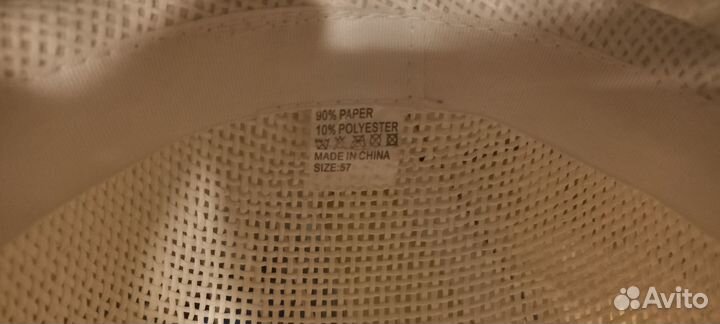 90% PAPER
10% POLYESTER
MADE IN CHINA
SIZE:57
Avito